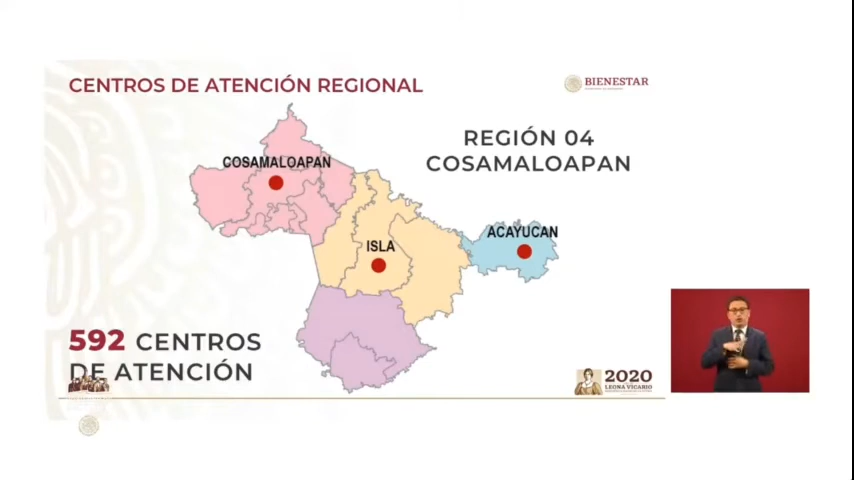 CENTROS DE ATENCIÓN REGIONAL
BIENESTAR
REGIÓN 04
COSAMALOAPAN
COSAMALOAPAN
ACAYUCAN
ISLA
592 CENTROS
DE ATENCIÓN
2020
LEONA VICARIO